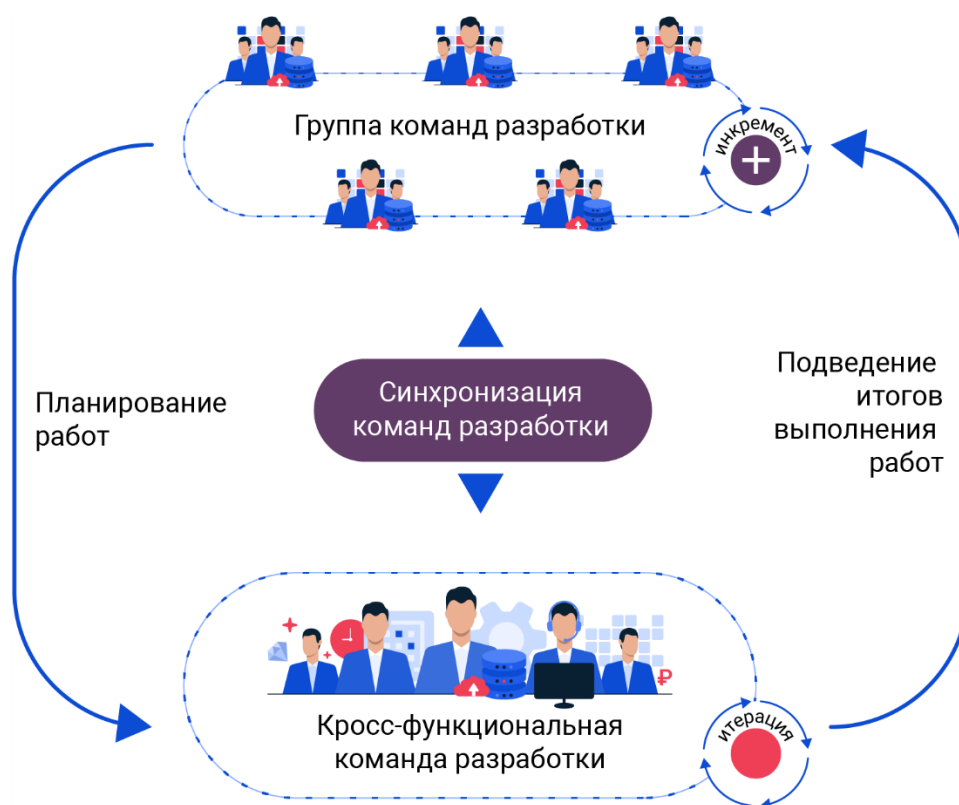 Группа команд разработки
инкремент
Планирование
работ
Синхронизация
команд разработки
Подведение
итогов
выполнения
работ
Кросс-функциональная
команда разработки
итерация
₽